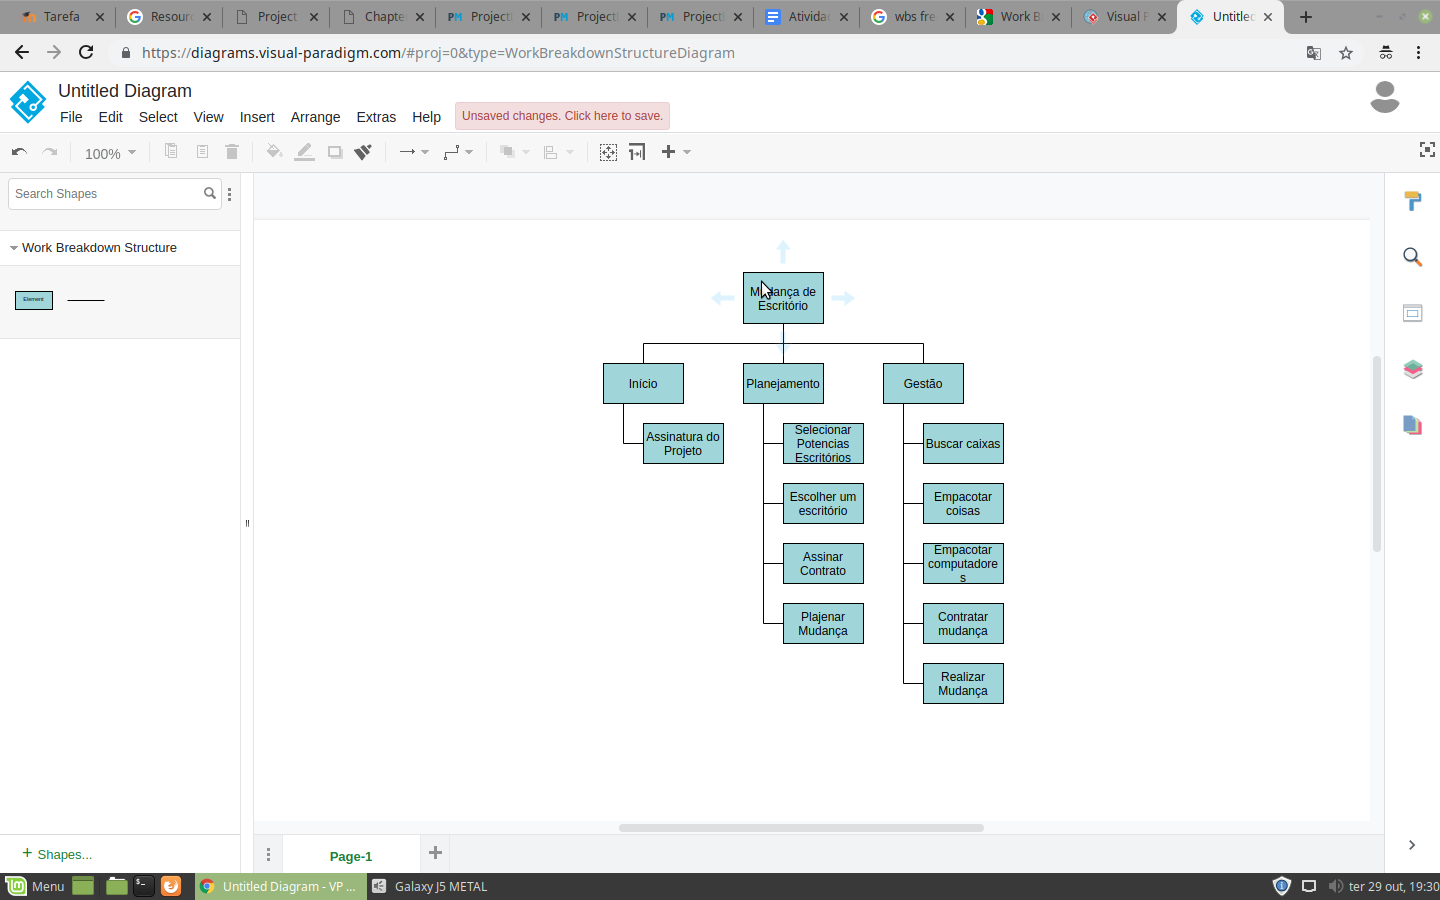 Tarefa
Resour
Project
Chapte
Project
Project
Project
Ativida
wbs fre
Work B
Visual P
Untitled
https://diagrams.visual-paradigm.com/#proj=0&type=WorkBreakdownStructureDiagram
Untitled Diagram
File Edit Select View Insert Arrange Extras Help
Unsaved changes. Click here to save.
100%
Search Shapes
Work Breakdown Structure
Element
Mudança de
Escritório
Início
Planejamento
Gestão
Assinatura do
Projeto
Selecionar
Potencias
Escritórios
Escolher um
escritório
Assinar
Contrato
Plajenar
Mudança
Buscar caixas
Empacotar
coisas
Empacotar
computadore
s
Contratar
mudança
Realizar
Mudança
+ Shapes...
Page-1
Menu
Untitled Diagram - VP ...
Galaxy J5 METAL
ter 29 out, 19:30